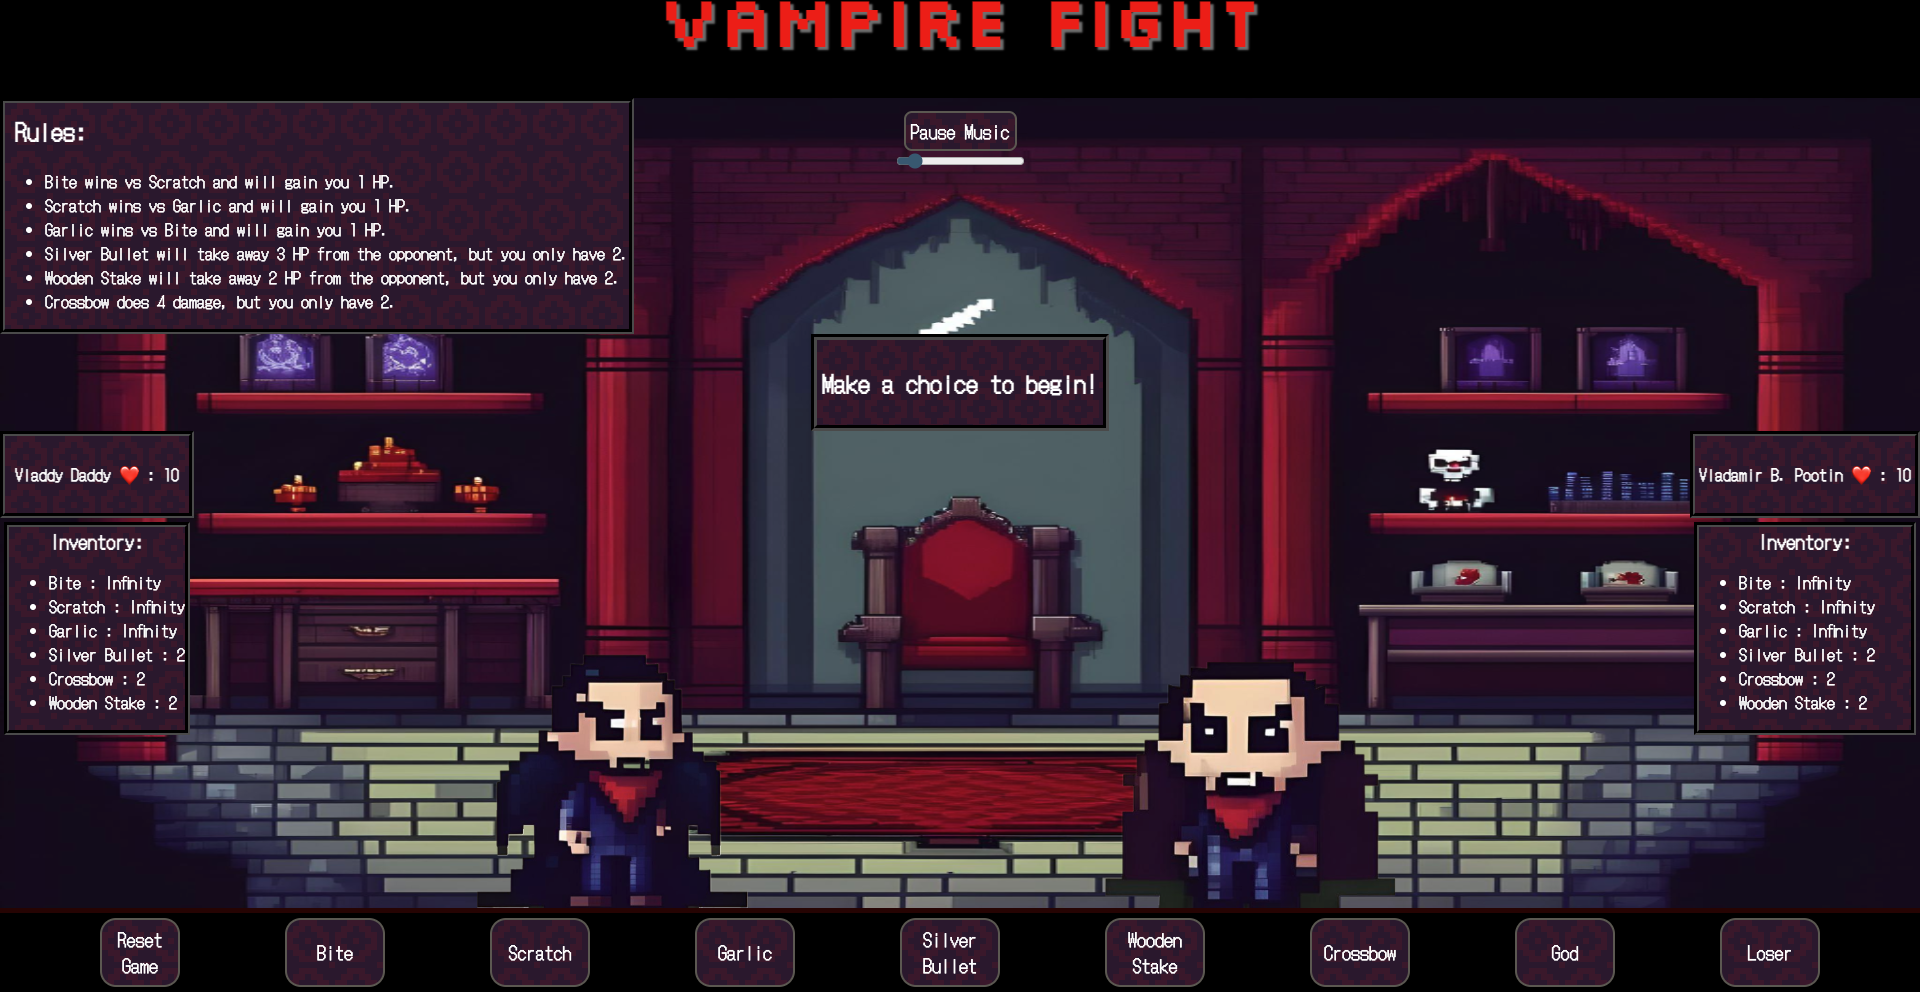 VAMPIRE FIGHT
Rules:
• Bite wins vs Scratch and will gain you 1 HP.
• Scratch wins vs Garlic and will gain you 1 HP.
• Garlic wins vs Bite and will gain you 1 HP.
• Silver Bullet will take away 3 HP from the opponent, but you only have 2.
• Wooden Stake will take away 2 HP from the opponent, but you only have 2.
• Crossbow does 4 damage, but you only have 2.
Pause Music
Make a choice to begin!
Vladdy Daddy ❤️ : 10
Inventory:
• Bite : Infinity
• Scratch : Infinity
• Garlic : Infinity
• Silver Bullet : 2
• Crossbow : 2
• Wooden Stake : 2
Vladamir B. Pootin ❤️ : 10
Inventory:
• Bite : Infinity
• Scratch : Infinity
• Garlic : Infinity
• Silver Bullet : 2
• Crossbow : 2
• Wooden Stake : 2
Reset
Game
Bite
Scratch
Garlic
Silver
Bullet
Wooden
Stake
Crossbow
God
Loser